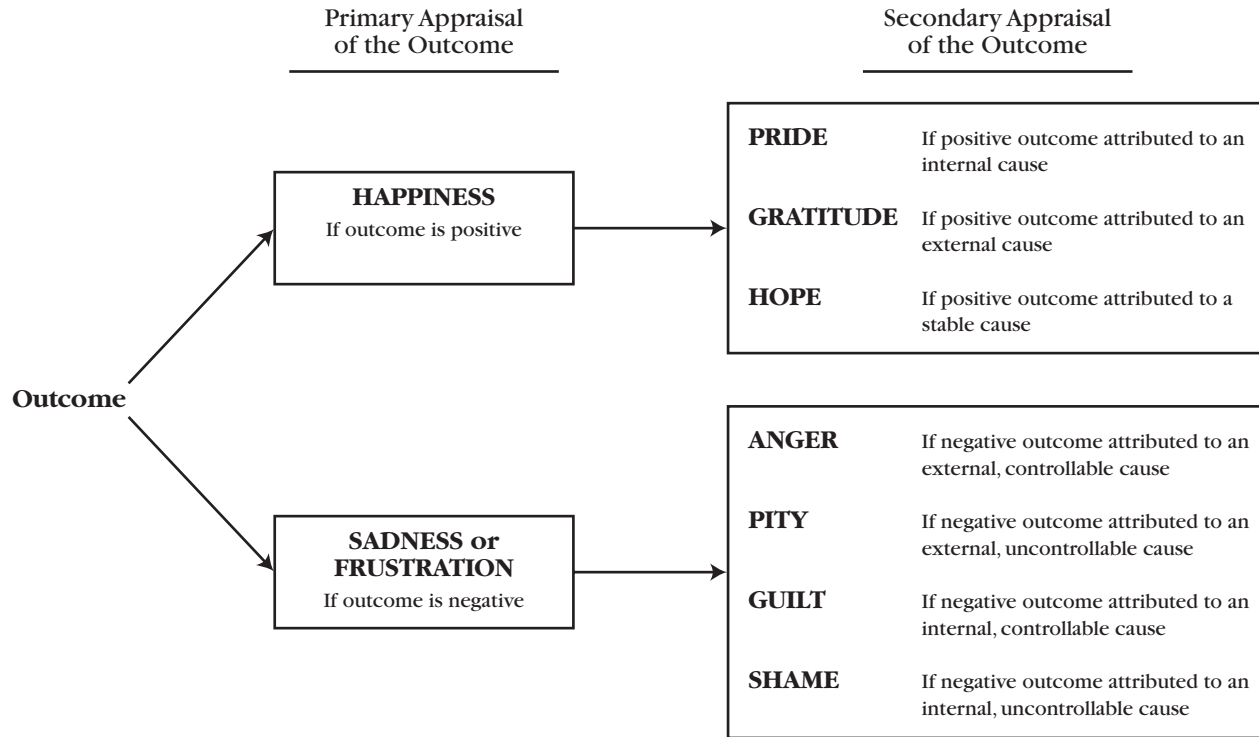 Primary Appraisal
of the Outcome
Secondary Appraisal
of the Outcome
Outcome
HAPPINESS
If outcome is positive
PRIDE If positive outcome attributed to an
internal cause
GRATITUDE If positive outcome attributed to an
external cause
HOPE If positive outcome attributed to a
stable cause
SADNESS or
FRUSTRATION
If outcome is negative
ANGER If negative outcome attributed to an
external, controllable cause
PITY If negative outcome attributed to an
external, uncontrollable cause
GUILT If negative outcome attributed to an
internal, controllable cause
SHAME If negative outcome attributed to an
internal, uncontrollable cause